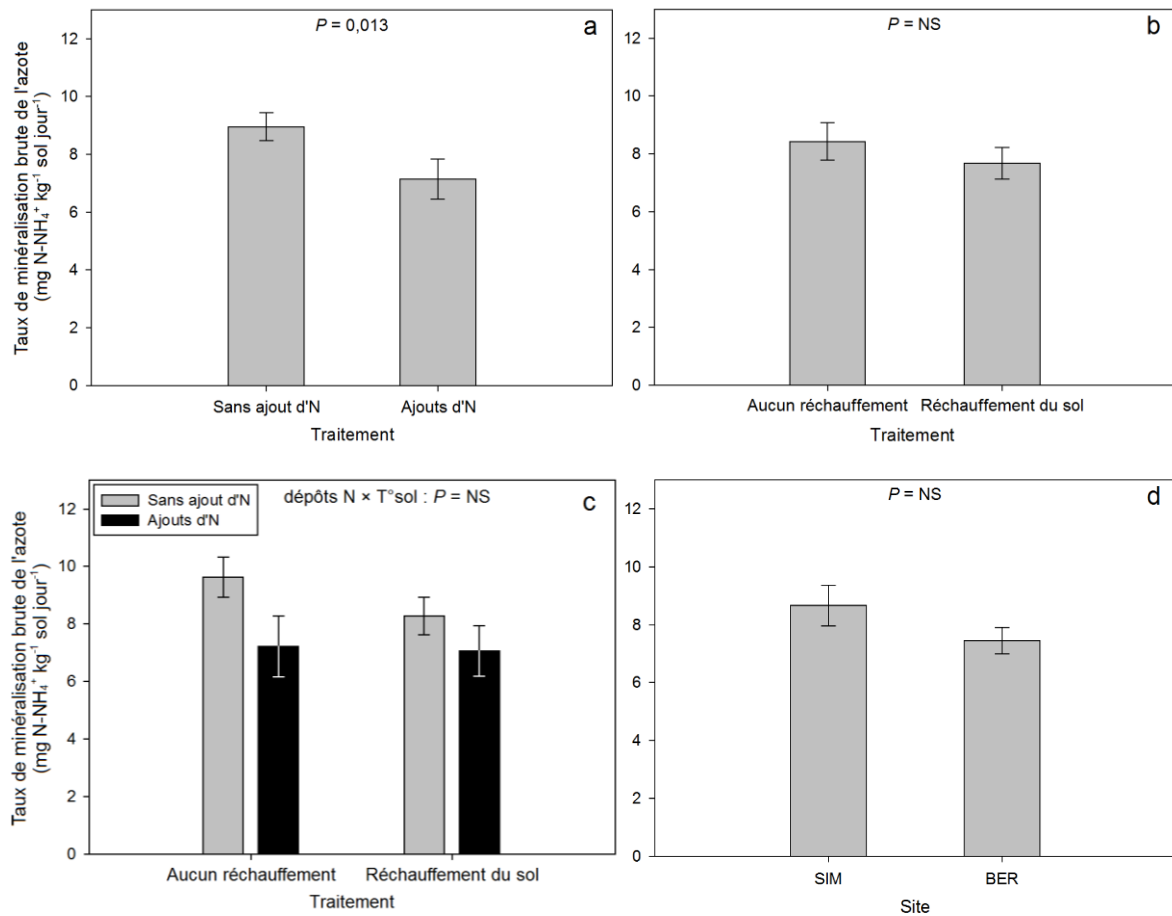 P = 0,013
a
Taux de minéralisation brute de l'azote
(mg N-NH₄⁺ kg⁻¹ sol jour⁻¹)
12
10
8
6
4
2
0
Sans ajout d'N
Ajouts d'N
Traitement
P = NS
b
12
10
8
6
4
2
0
Aucun réchauffement
Réchauffement du sol
Traitement
Sans ajout d'N
Ajouts d'N
dépôts N × T°sol : P = NS
c
Taux de minéralisation brute de l'azote
(mg N-NH₄⁺ kg⁻¹ sol jour⁻¹)
12
10
8
6
4
2
0
Aucun réchauffement
Réchauffement du sol
Traitement
P = NS
d
12
10
8
6
4
2
0
SIM
BER
Site